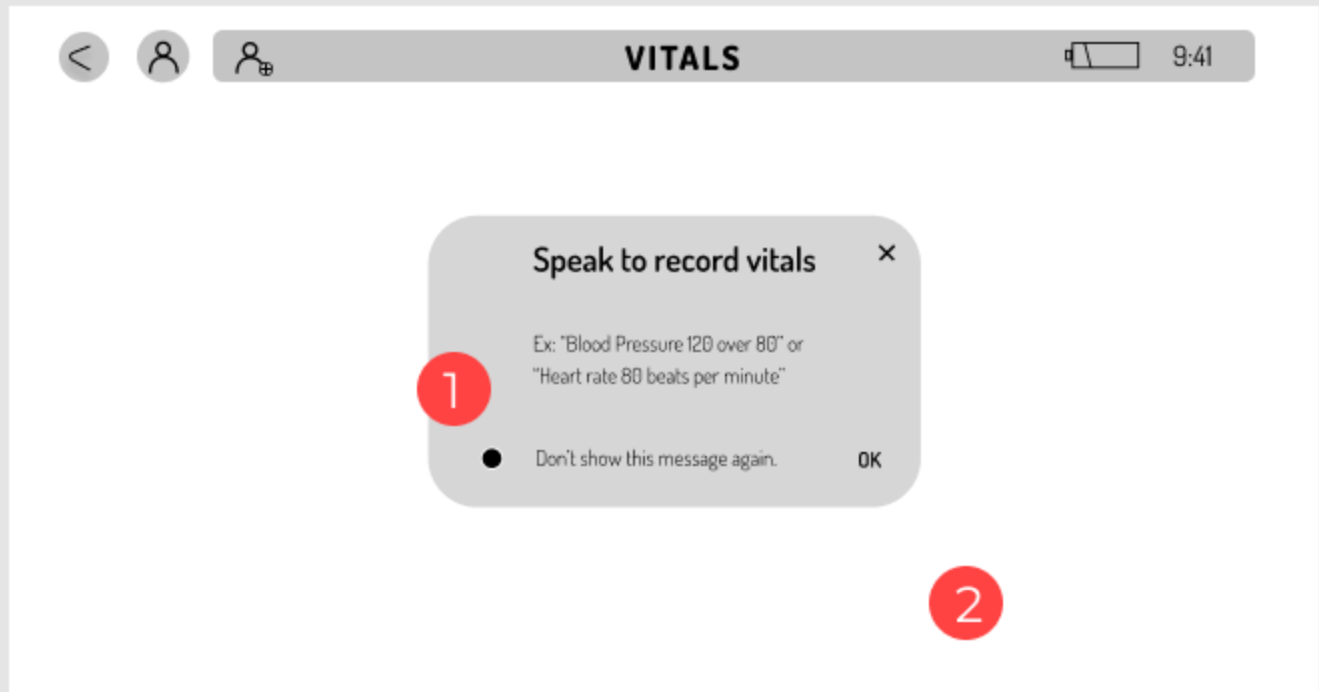 VITALS
9:41
Speak to record vitals
Ex: "Blood Pressure 120 over 80" or
"Heart rate 80 beats per minute"
1
Don't show this message again.
OK
2